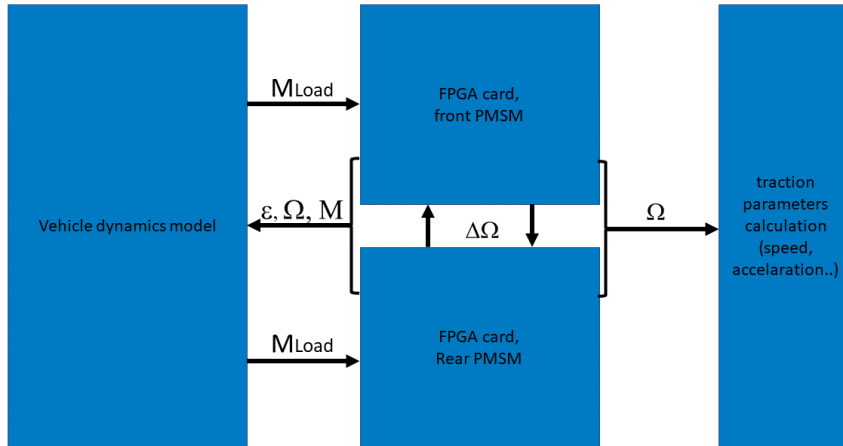 MLoad
FPGA card,
front PMSM
Vehicle dynamics model
ε, Ω, M
ΔΩ
Ω
traction
parameters
calculation
(speed,
accelaration..)
MLoad
FPGA card,
Rear PMSM